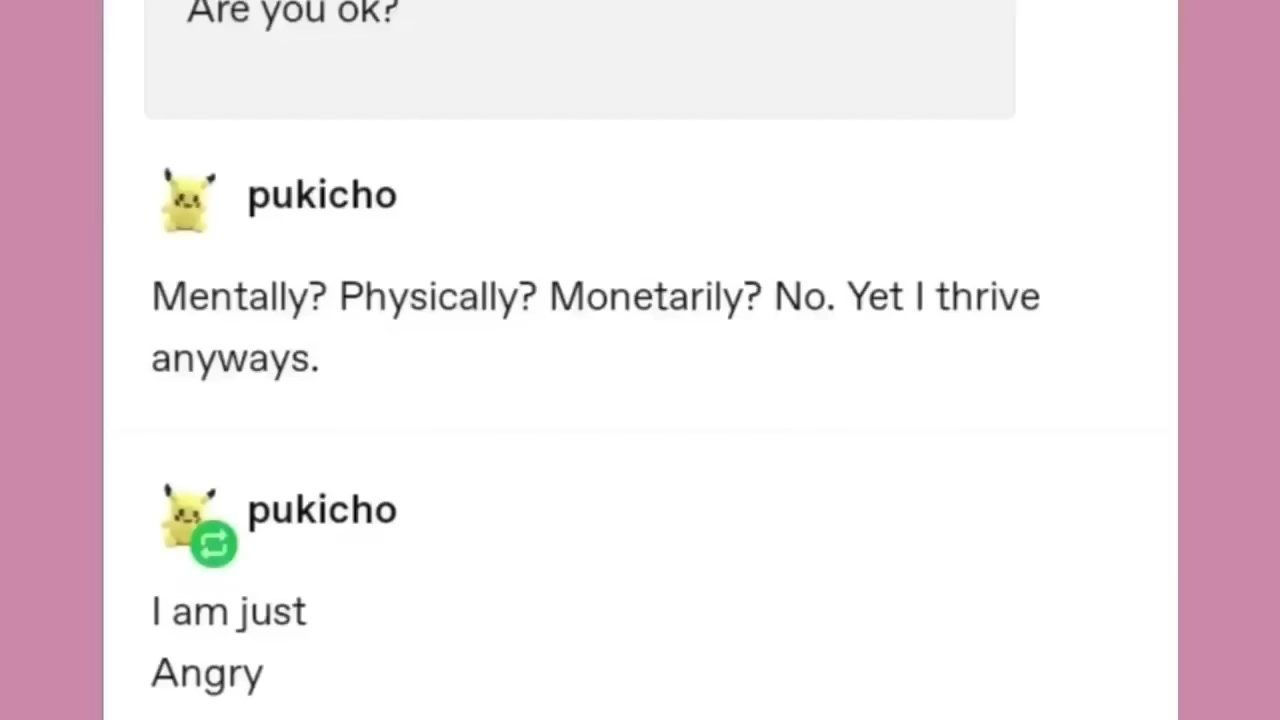 Are you ok?
pukicho
Mentally? Physically? Monetarily? No. Yet I thrive
anyways.
pukicho
I am just
Angry